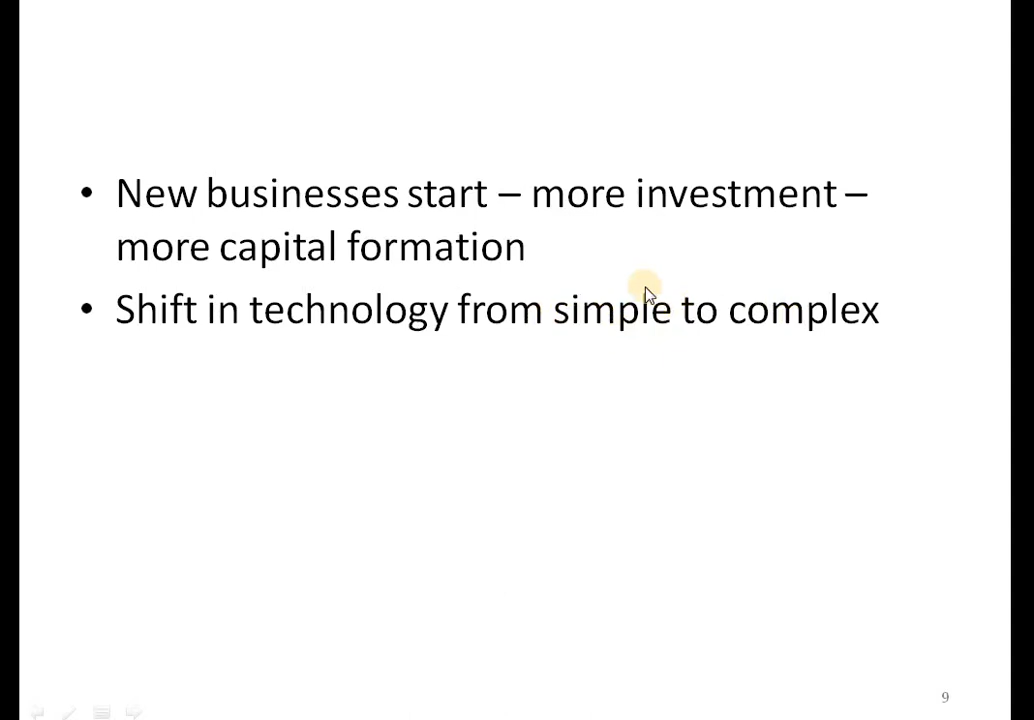 • New businesses start – more investment –
more capital formation
• Shift in technology from simple to complex
9